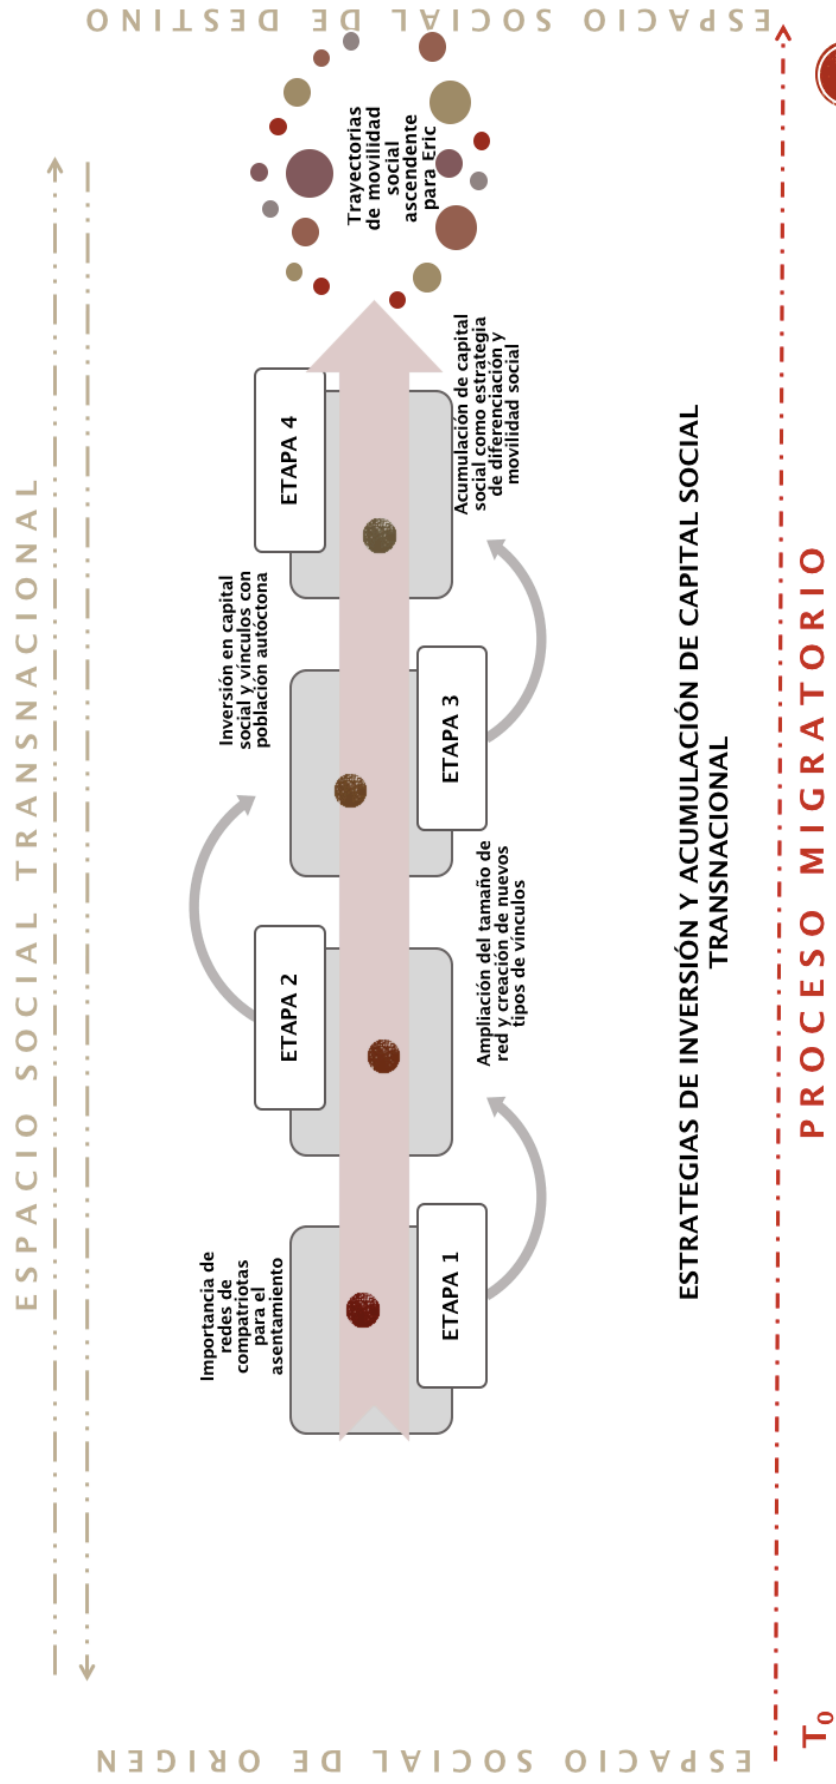 ESPACIO SOCIAL TRANSNACIONAL
ESPACIO SOCIAL DE ORIGEN
Importancia de
redes de
compatriotas
para el
asentamiento
ETAPA 1
Ampliación del tamaño de
red y creación de nuevos
tipos de vínculos
ETAPA 2
Inversión en capital
social y vínculos con
población autóctona
ETAPA 3
Acumulación de capital
social como estrategia
de diferenciación y
movilidad social
ETAPA 4
Trayectorias
de movilidad
social
ascendente
para Eric
ESPACIO SOCIAL DE DESTINO
ESTRATEGIAS DE INVERSIÓN Y ACUMULACIÓN DE CAPITAL SOCIAL
TRANSNACIONAL
T₀
PROCESO MIGRATORIO